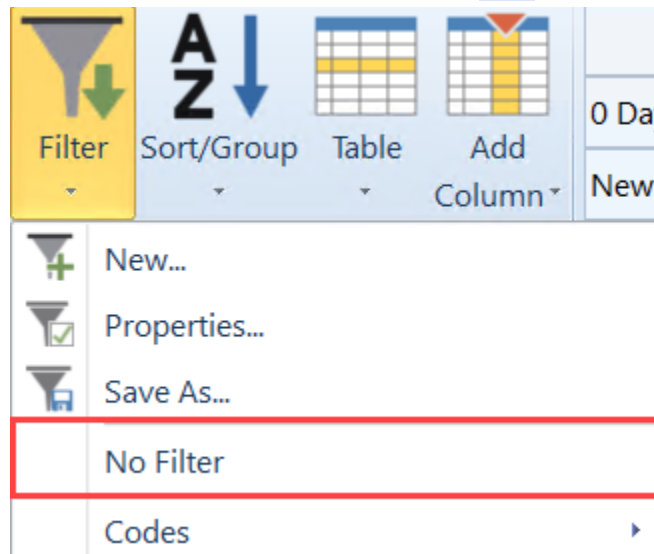 A
Z
Filter
Sort/Group
Table
Add
Column
0 Da
New
New...
Properties...
Save As...
No Filter
Codes